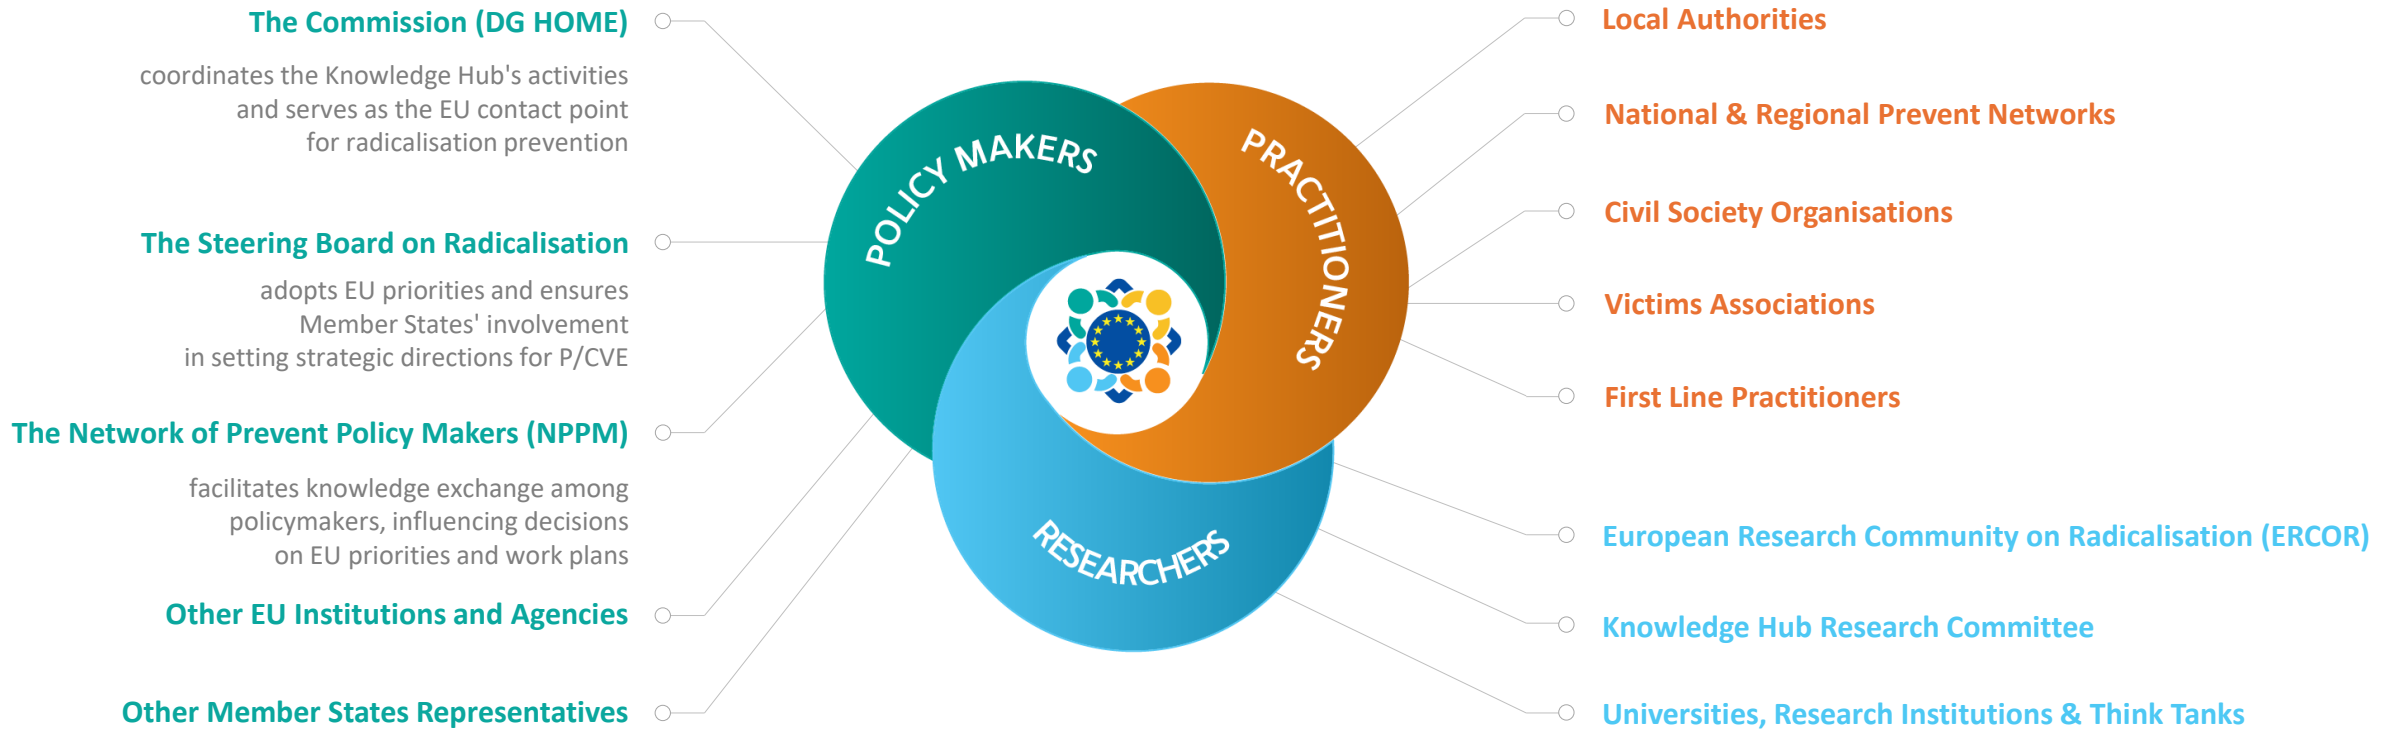 The Commission (DG HOME)
coordinates the Knowledge Hub's activities
and serves as the EU contact point
for radicalisation prevention
The Steering Board on Radicalisation
adopts EU priorities and ensures
Member States' involvement
in setting strategic directions for P/CVE
The Network of Prevent Policy Makers (NPPM)
facilitates knowledge exchange among
policymakers, influencing decisions
on EU priorities and work plans
Other EU Institutions and Agencies
Other Member States Representatives
POLICY MAKERS
PRACTITIONERS
RESEARCHERS
Local Authorities
National & Regional Prevent Networks
Civil Society Organisations
Victims Associations
First Line Practitioners
European Research Community on Radicalisation (ERCOR)
Knowledge Hub Research Committee
Universities, Research Institutions & Think Tanks